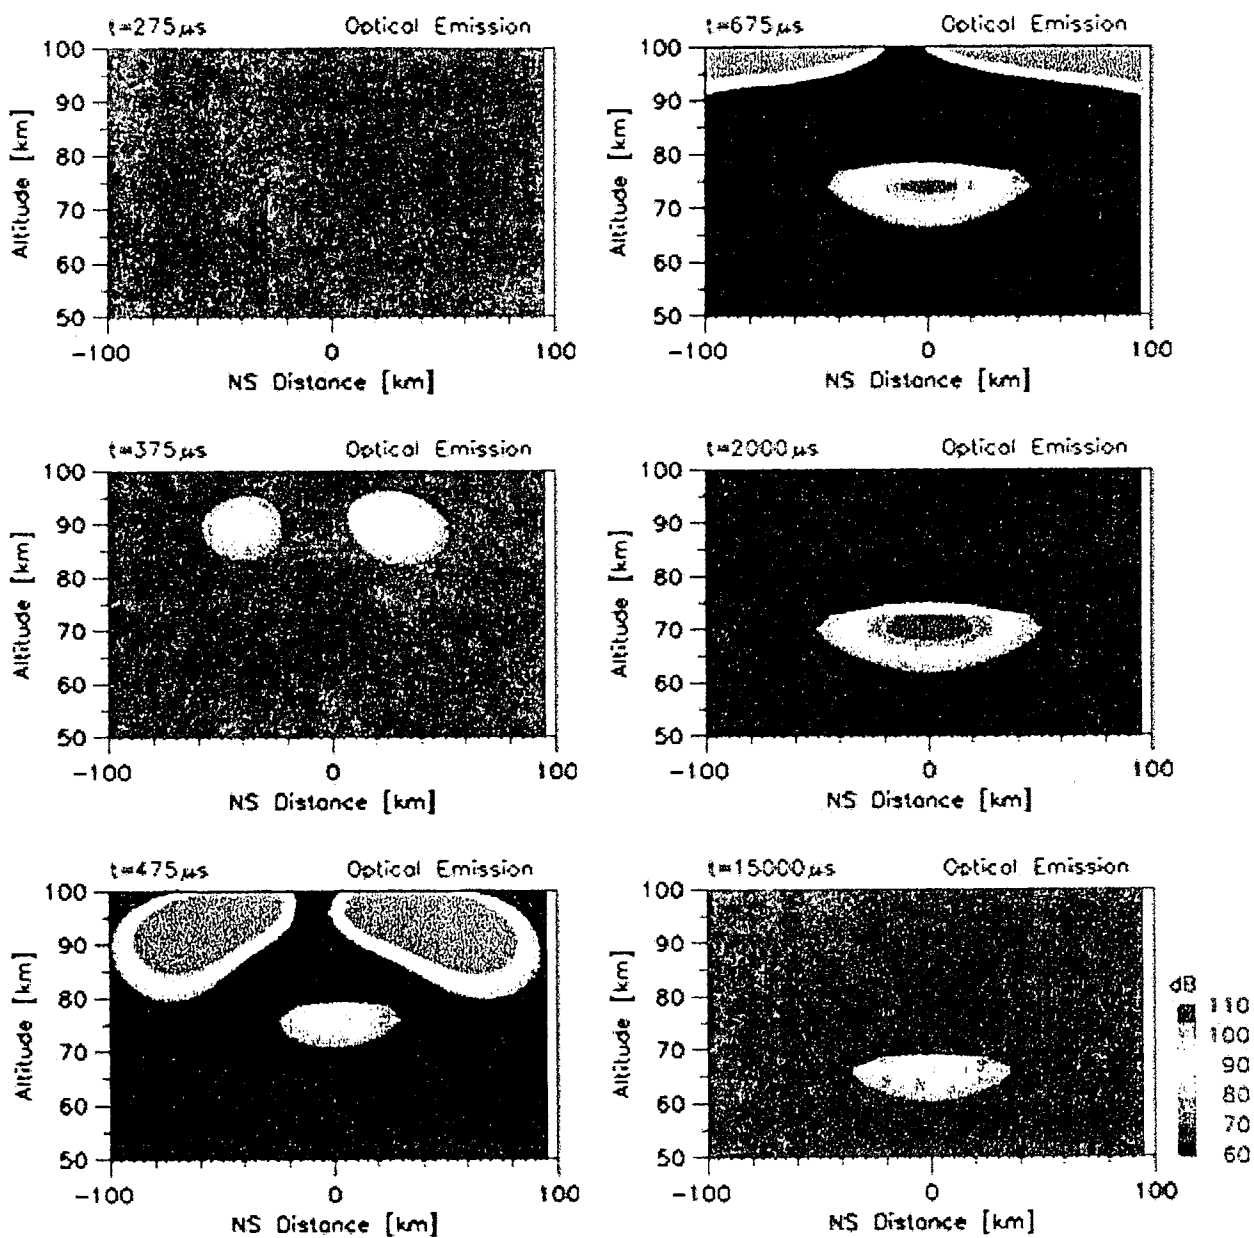 t=275μs Optical Emission
100
90
80
70
60
50
Altitude [km]
-100 0 100
NS Distance [km]
t=675μs Optical Emission
100
90
80
70
60
50
Altitude [km]
-100 0 100
NS Distance [km]
t=375μs Optical Emission
100
90
80
70
60
50
Altitude [km]
-100 0 100
NS Distance [km]
t=2000μs Optical Emission
100
90
80
70
60
50
Altitude [km]
-100 0 100
NS Distance [km]
t=475μs Optical Emission
100
90
80
70
60
50
Altitude [km]
-100 0 100
NS Distance [km]
t=15000μs Optical Emission
100
90
80
70
60
50
Altitude [km]
-100 0 100
NS Distance [km]
dB
110
100
90
80
70
60